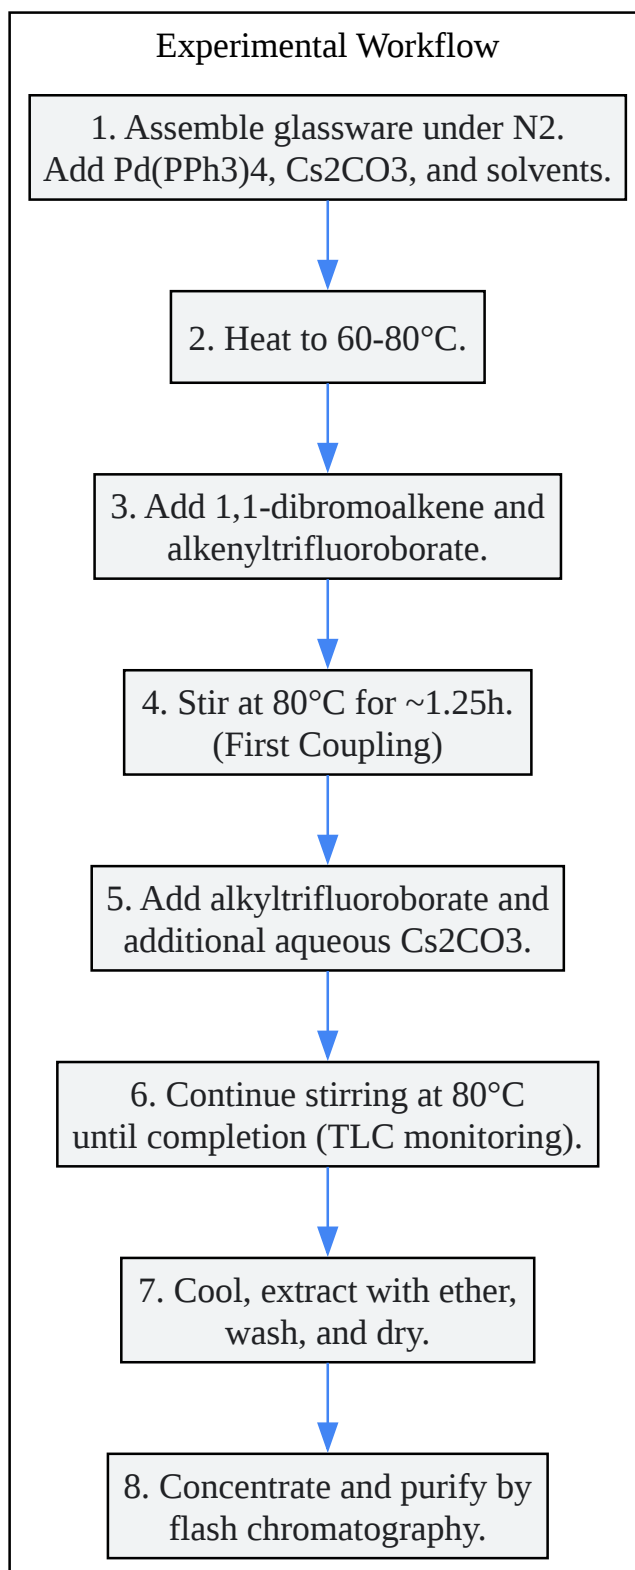 Experimental Workflow
1. Assemble glassware under N2.
Add Pd(PPh3)4, Cs2CO3, and solvents.
2. Heat to 60-80°C.
3. Add 1,1-dibromoalkene and
alkenyltrifluoroborate.
4. Stir at 80°C for ~1.25h.
(First Coupling)
5. Add alkyltrifluoroborate and
additional aqueous Cs2CO3.
6. Continue stirring at 80°C
until completion (TLC monitoring).
7. Cool, extract with ether,
wash, and dry.
8. Concentrate and purify by
flash chromatography.